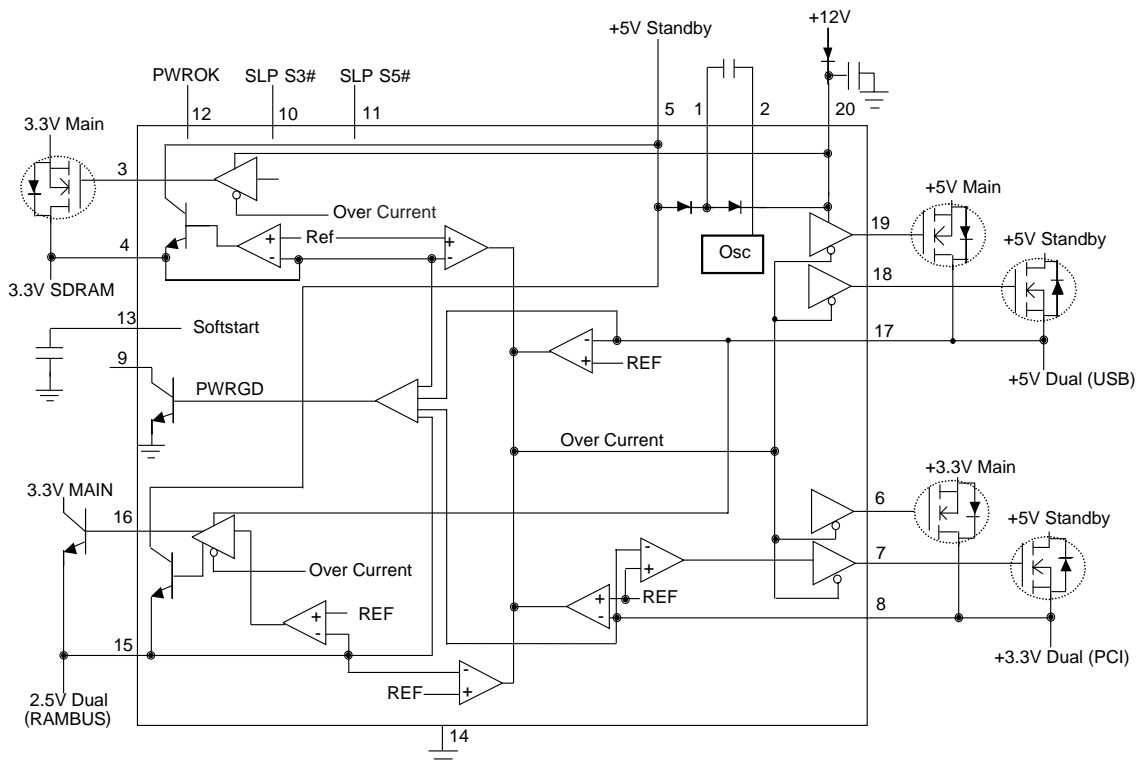 +12V
+5V Standby
PWROK
SLP S3#
SLP S5#
12
10
11
5
1
2
20
3.3V Main
3
Over Current
+
-
Ref
+
-
Osc
19
+5V Main
+5V Standby
4
18
3.3V SDRAM
13
Softstart
17
-
+
REF
+5V Dual (USB)
9
PWRGD
Over Current
3.3V MAIN
16
6
+3.3V Main
+5V Standby
7
-
+
Over Current
+
-
REF
8
+
-
REF
15
-
+
REF
+3.3V Dual (PCI)
2.5V Dual
(RAMBUS)
14